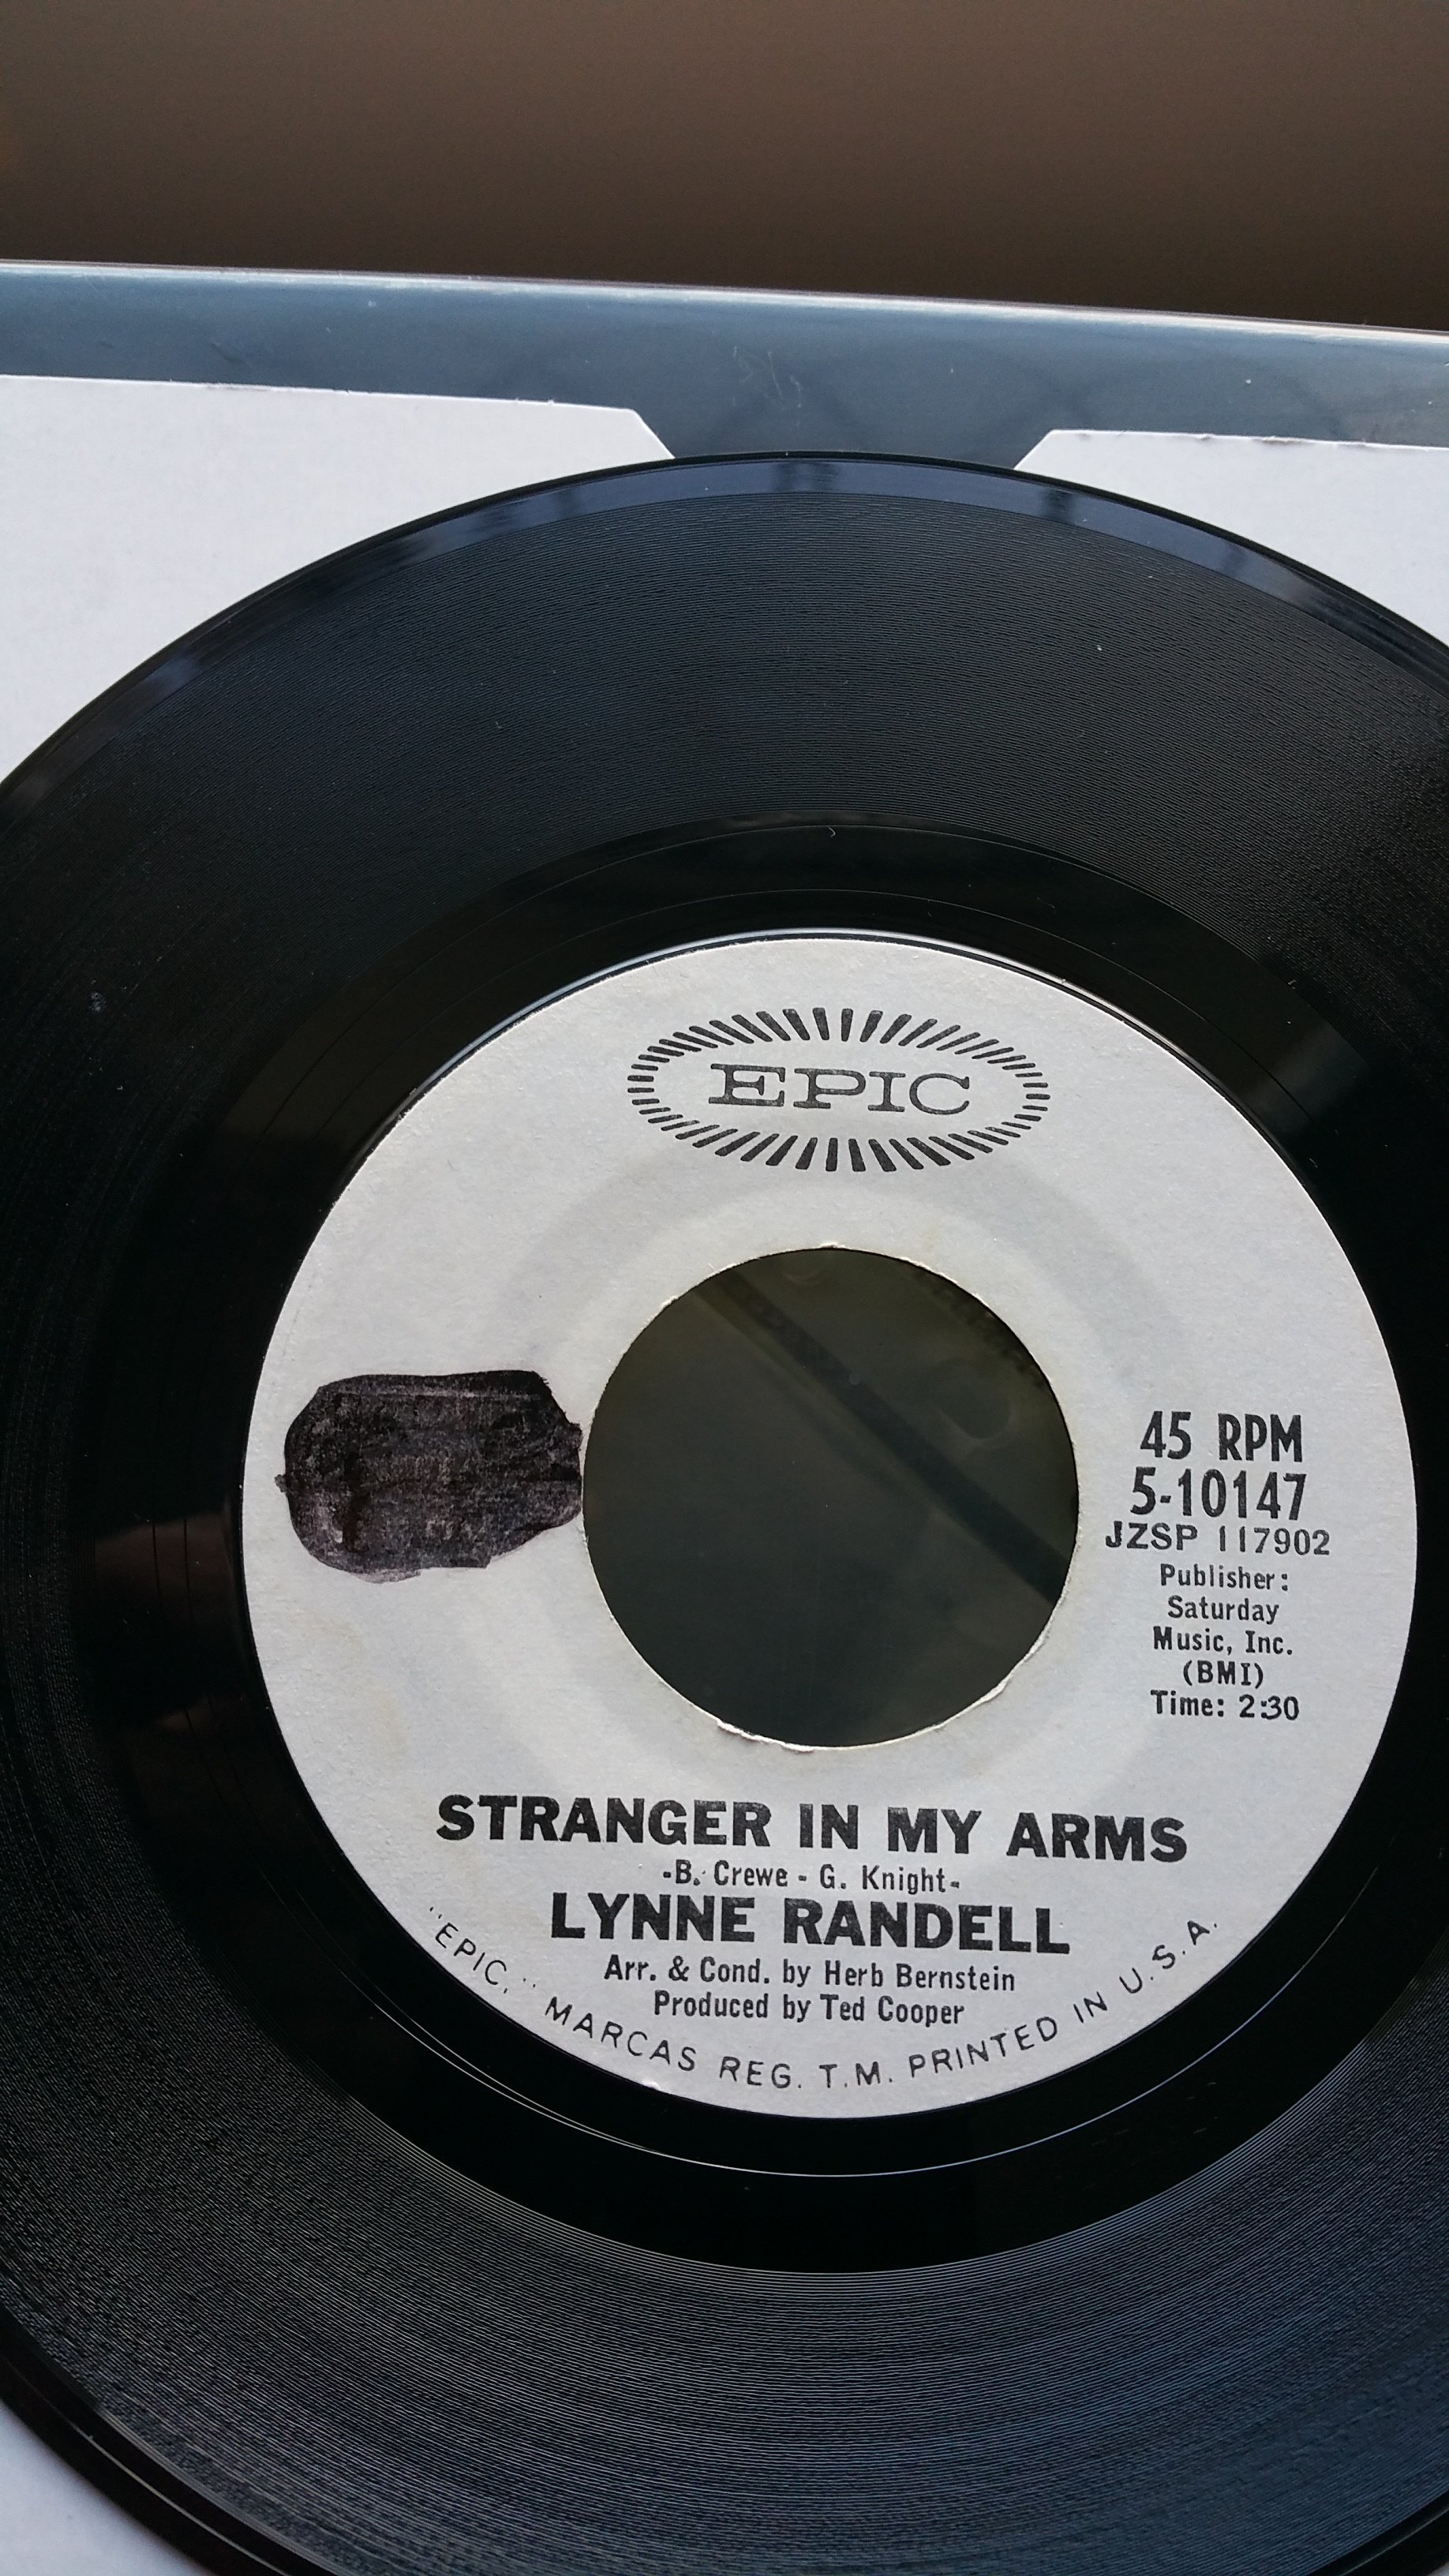 EPIC
45 RPM
5-10147
JZSP 117902
Publisher:
Saturday
Music, Inc.
(BMI)
Time: 2:30
STRANGER IN MY ARMS
-B. Crewe - G. Knight-
LYNNE RANDELL
Arr. & Cond. by Herb Bernstein
Produced by Ted Cooper
"EPIC," MARCAS REG. T.M. PRINTED IN U.S.A.